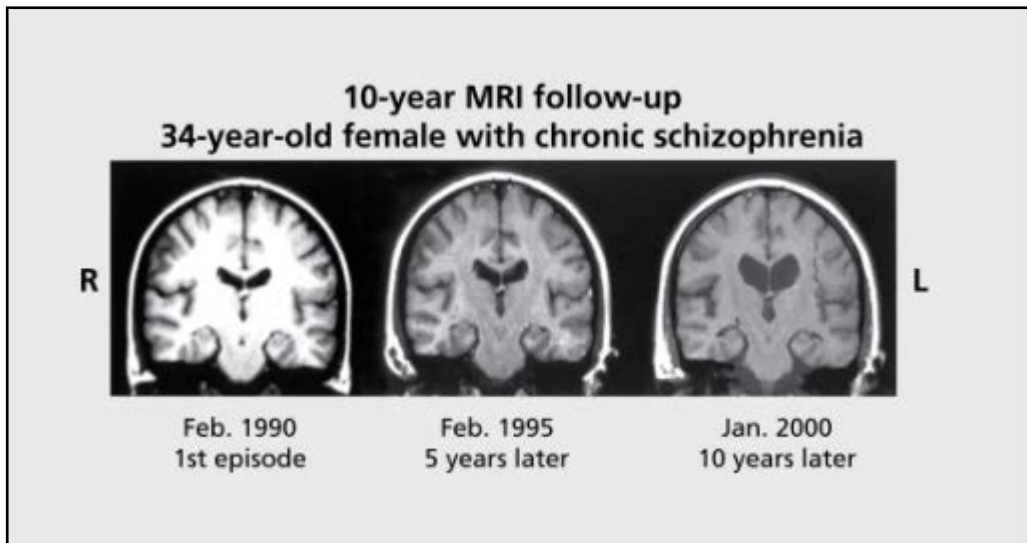 10-year MRI follow-up
34-year-old female with chronic schizophrenia
R
L
Feb. 1990
1st episode
Feb. 1995
5 years later
Jan. 2000
10 years later